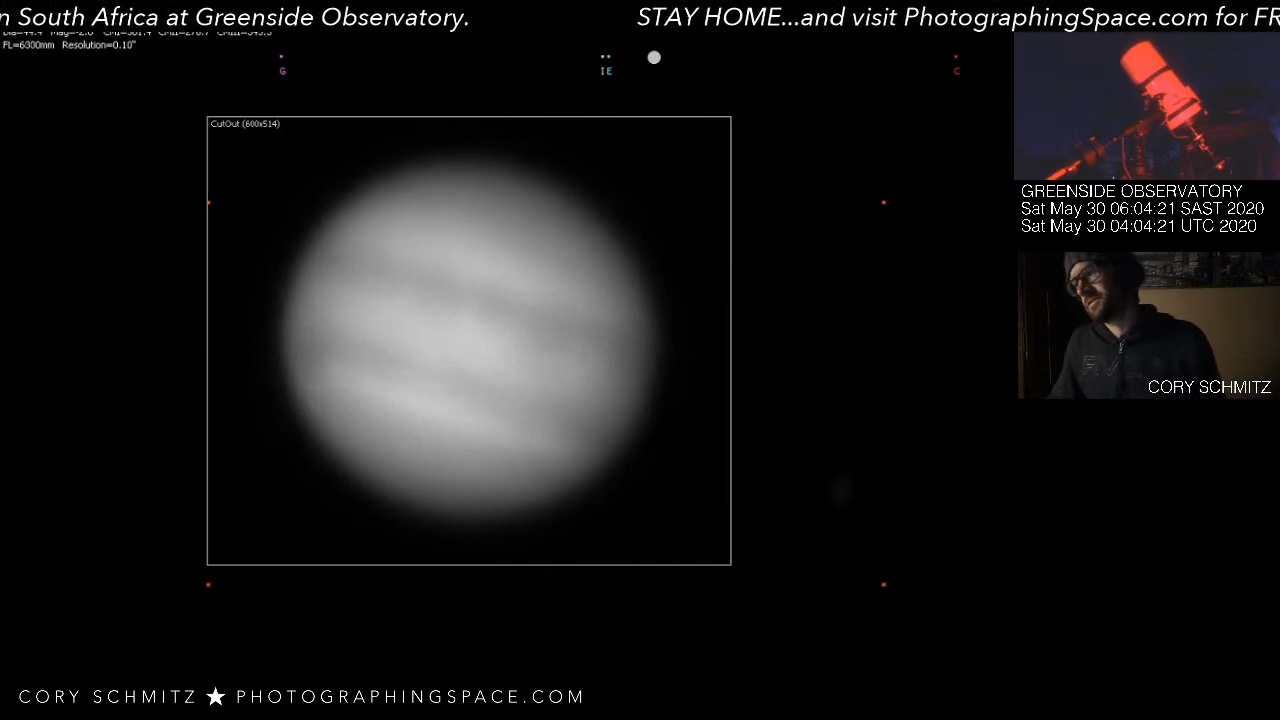 n South Africa at Greenside Observatory.
STAY HOME...and visit PhotographingSpace.com for FR
FL=6300mm Resolution=0.10"
G
I E
C
CutOut (600x514)
GREENSIDE OBSERVATORY
Sat May 30 06:04:21 SAST 2020
Sat May 30 04:04:21 UTC 2020
CORY SCHMITZ
CORY SCHMITZ ★ PHOTOGRAPHINGSPACE.COM